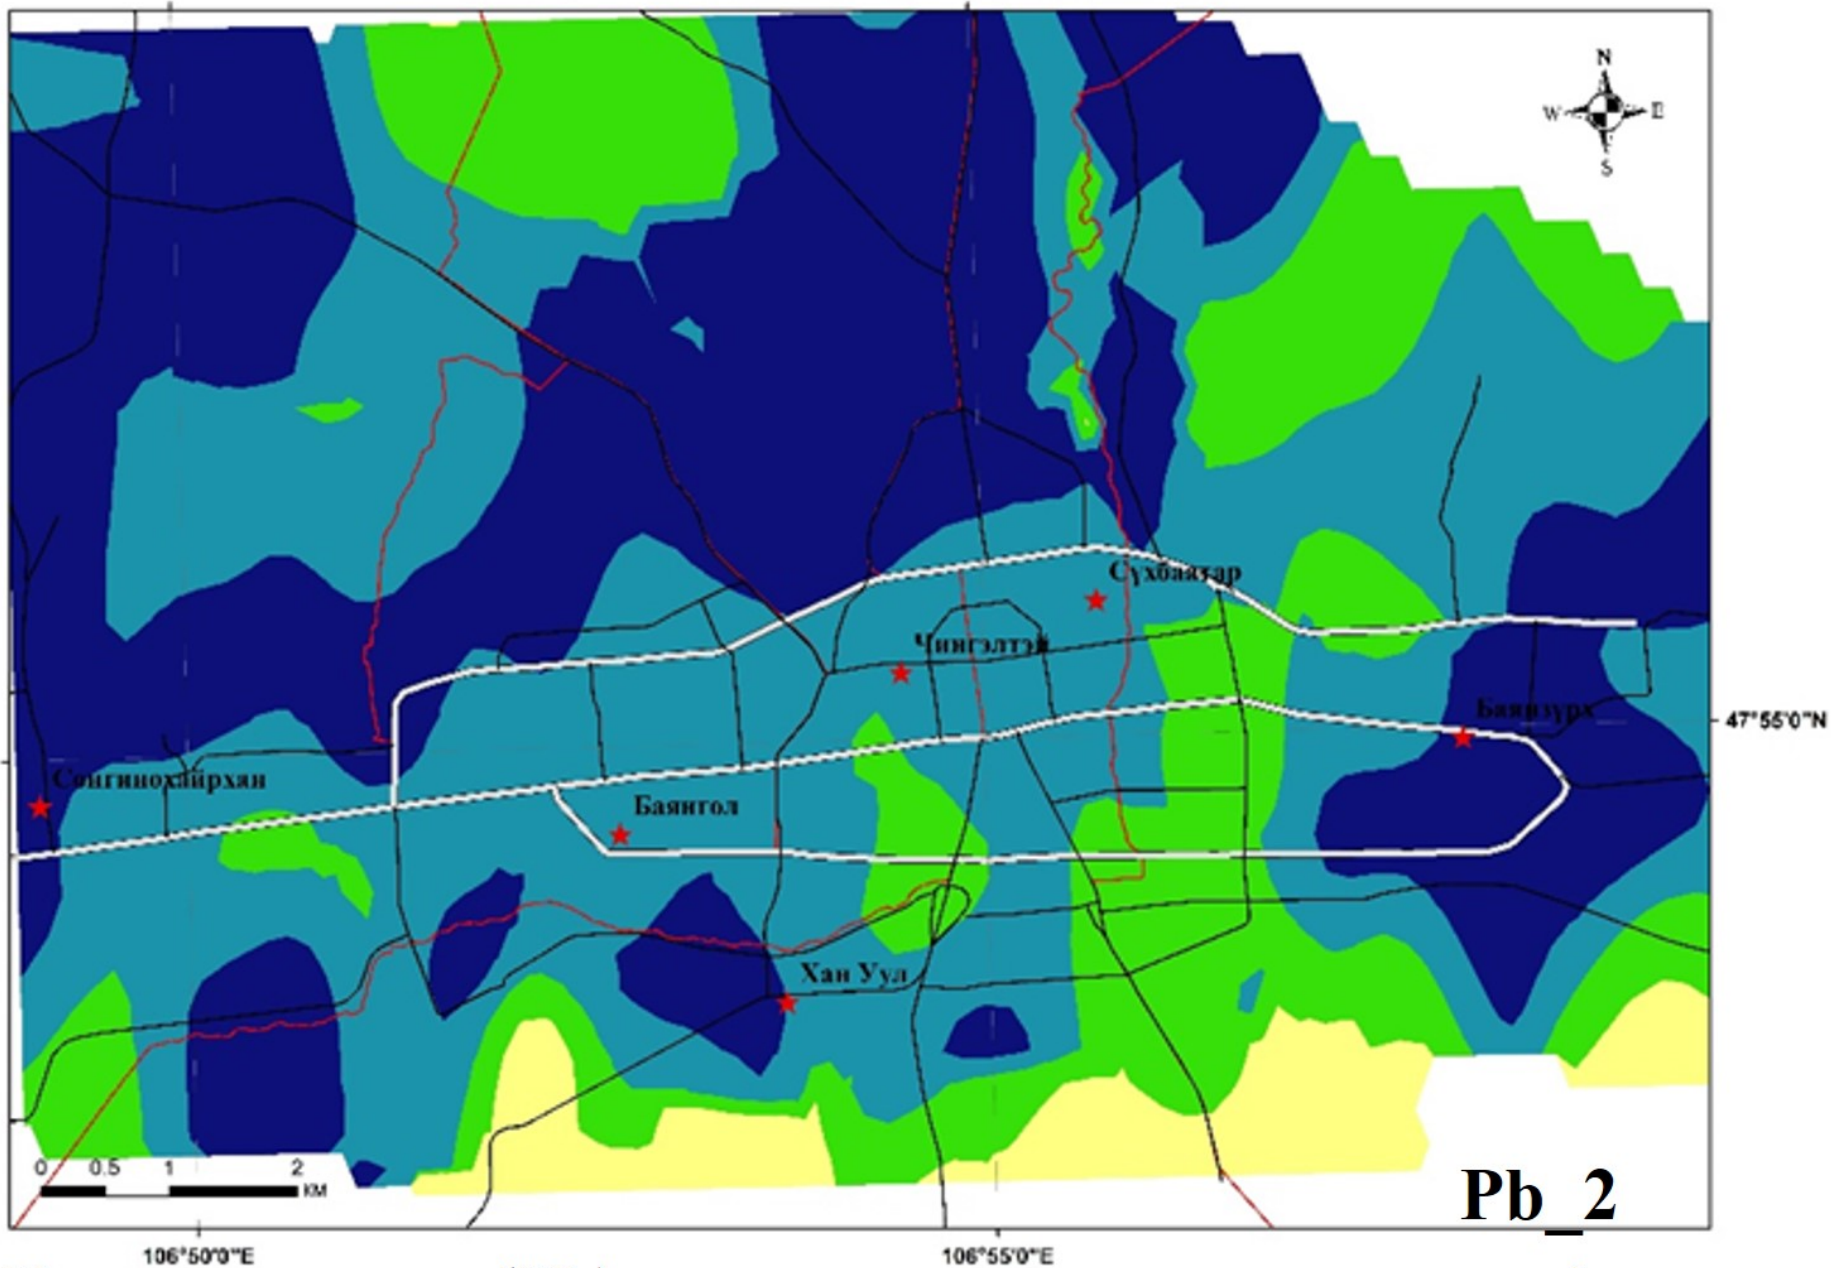 N
W E
S
Сүхбаатар
Чингэлтэй
Баянзүрх
47°55'0"N
Сонгинохайрхан
Баянгол
Хан Уул
0 0.5 1 2
КМ
Pb_2
106°50'0"E 106°55'0"E